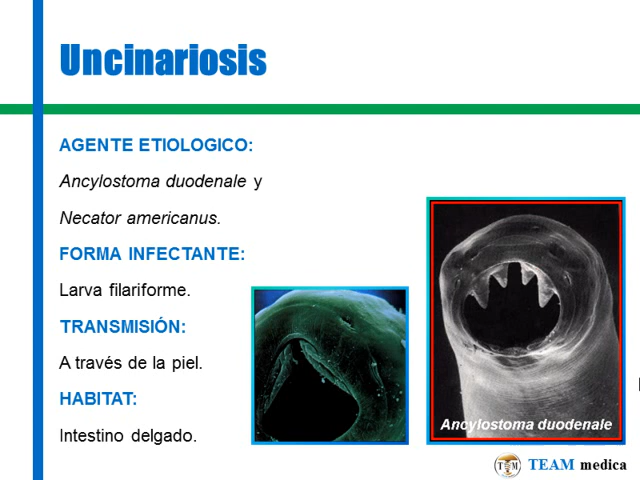 Uncinariosis
AGENTE ETIOLOGICO:
Ancylostoma duodenale y
Necator americanus.
FORMA INFECTANTE:
Larva filariforme.
TRANSMISIÓN:
A través de la piel.
HABITAT:
Intestino delgado.
Ancylostoma duodenale
TEAM medica